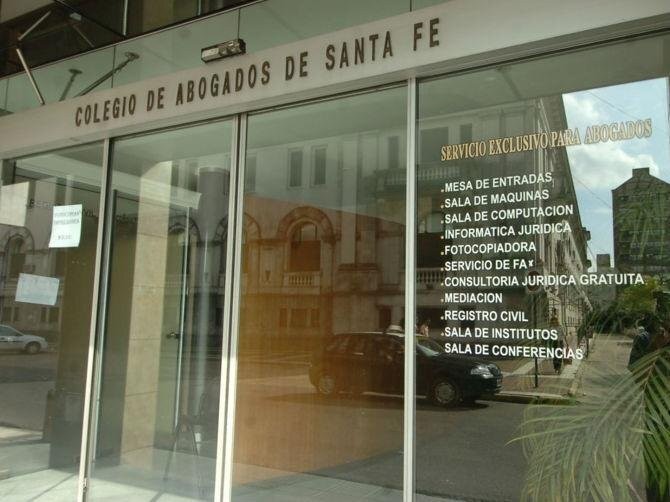 COLEGIO DE ABOGADOS DE SANTA FE
SERVICIO EXCLUSIVO PARA ABOGADOS
.MESA DE ENTRADAS
.SALA DE MAQUINAS
.SALA DE COMPUTACION
.INFORMATICA JURIDICA
.FOTOCOPIADORA
.SERVICIO DE FAX
.CONSULTORIA JURIDICA GRATUITA
.MEDIACION
.REGISTRO CIVIL
.SALA DE INSTITUTOS
.SALA DE CONFERENCIAS